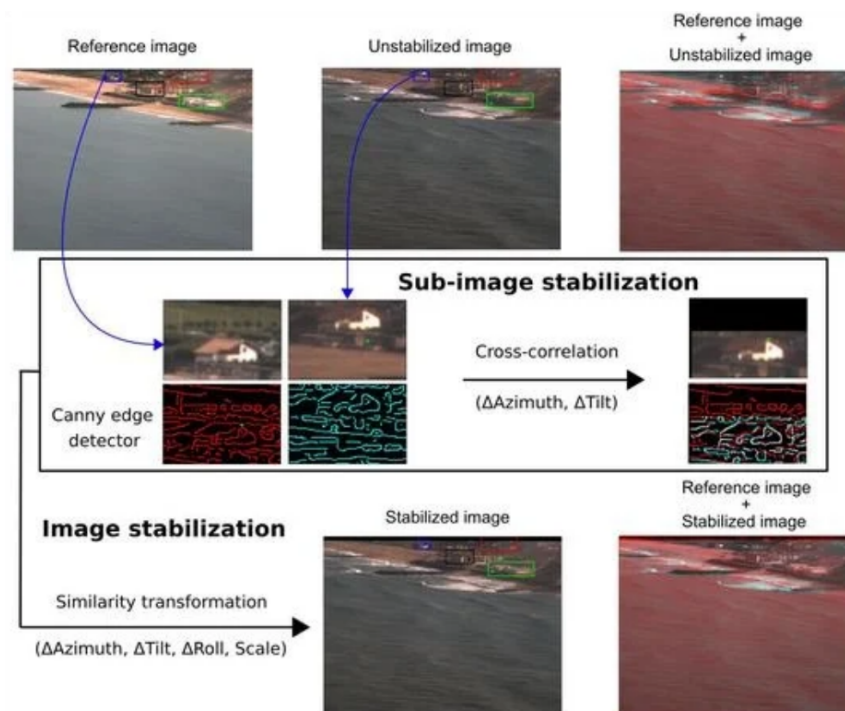 Reference image
Unstabilized image
Reference image
+
Unstabilized image
Sub-image stabilization
Cross-correlation
(ΔAzimuth, ΔTilt)
Canny edge
detector
Image stabilization
Stabilized image
Reference image
+
Stabilized image
Similarity transformation
(ΔAzimuth, ΔTilt, ΔRoll, Scale)